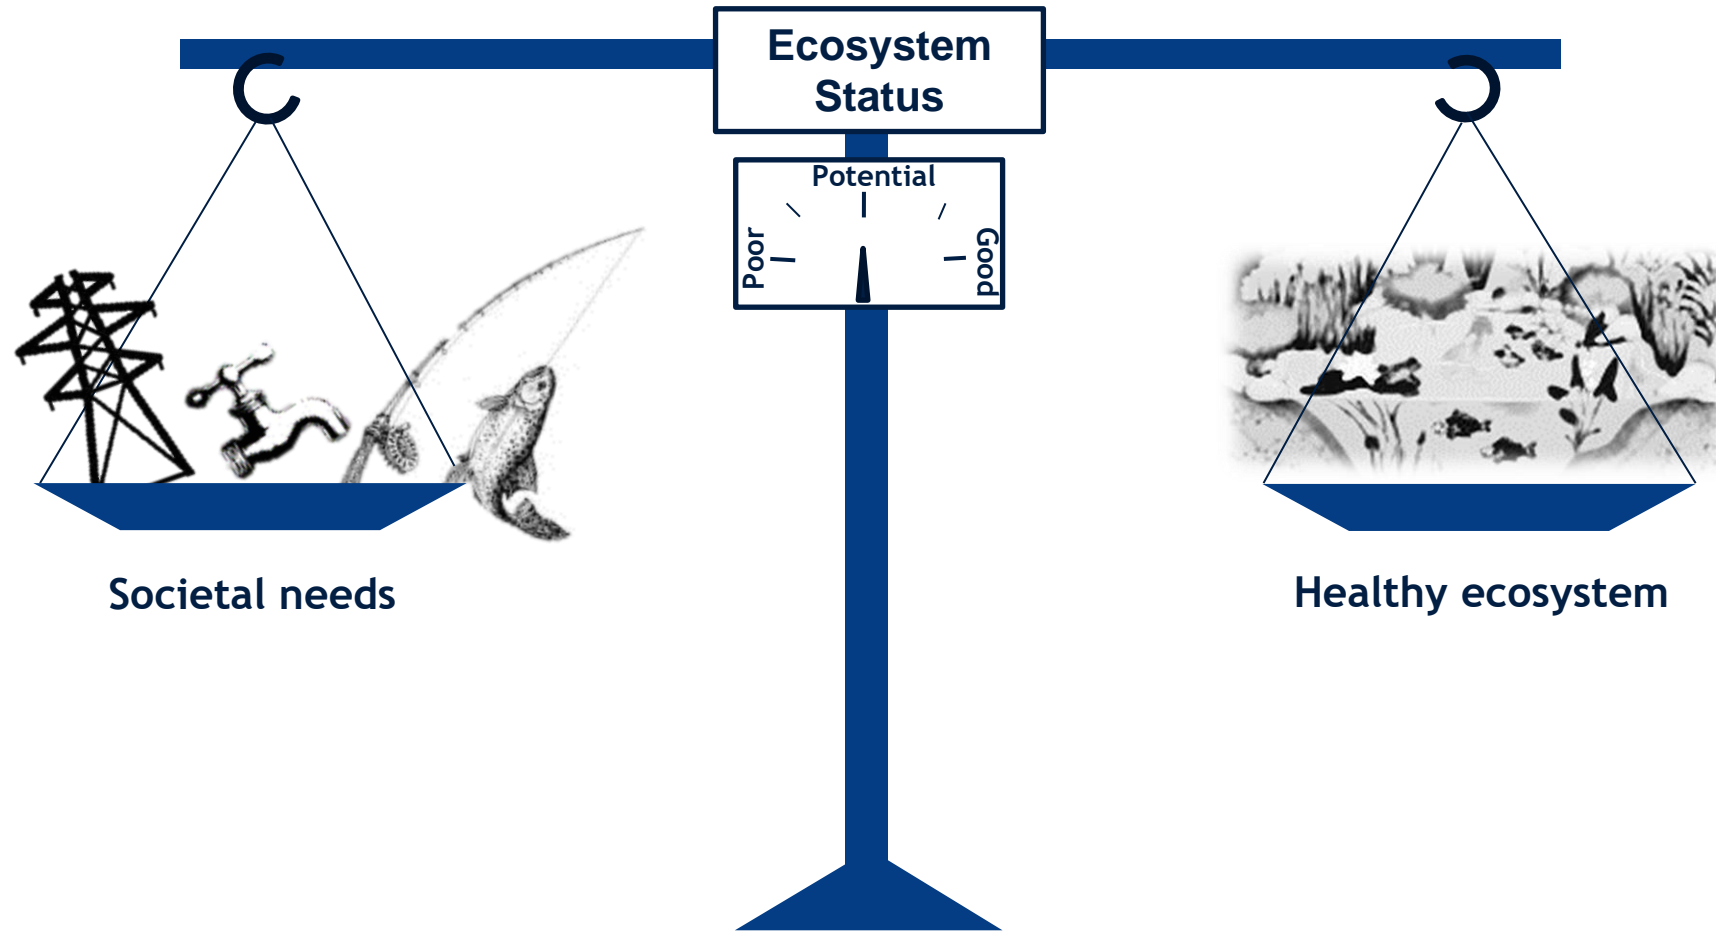 Ecosystem
Status
Potential
Poor
Good
Societal needs
Healthy ecosystem